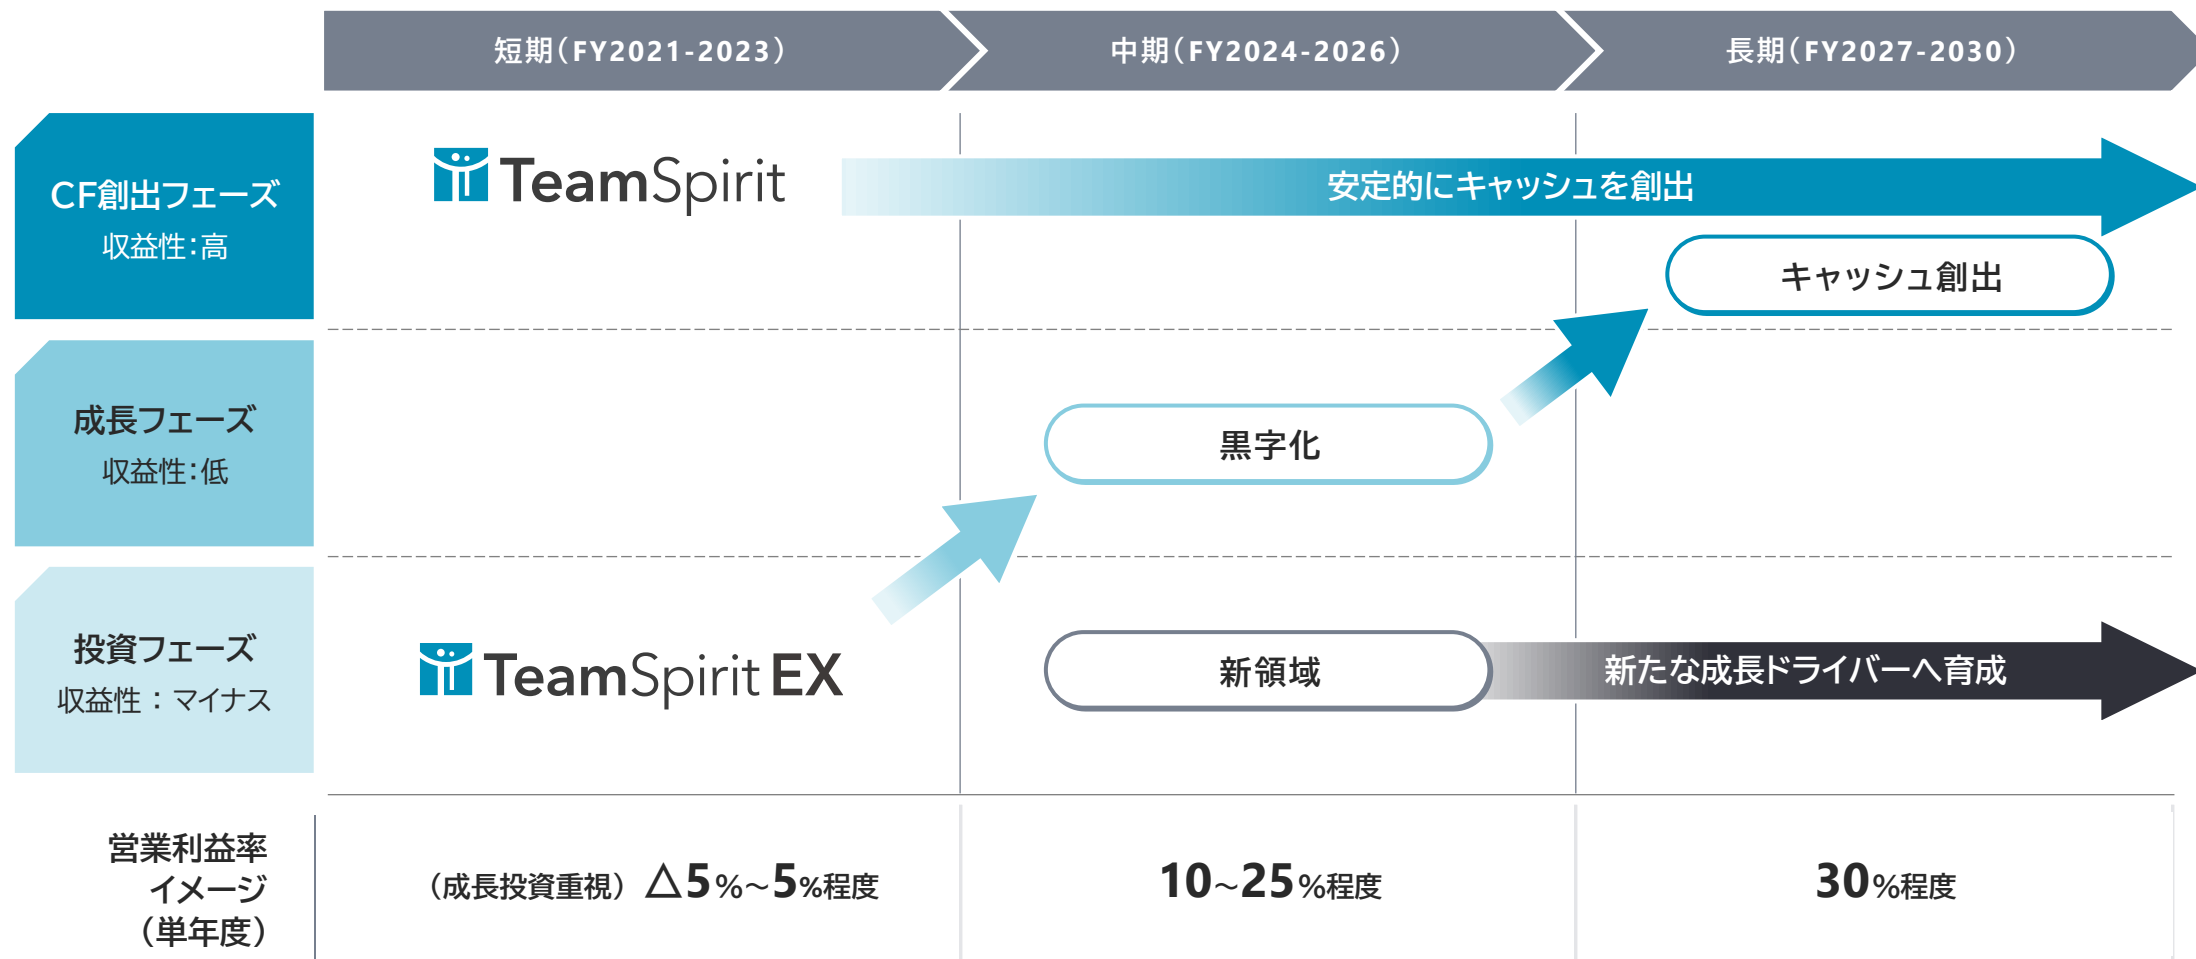 短期（FY2021-2023）
中期（FY2024-2026）
長期（FY2027-2030）
CF創出フェーズ
収益性：高
TeamSpirit
安定的にキャッシュを創出
キャッシュ創出
成長フェーズ
収益性：低
黒字化
投資フェーズ
収益性 ： マイナス
TeamSpirit EX
新領域
新たな成長ドライバーへ育成
営業利益率
イメージ
（単年度）
（成長投資重視） △5%～5%程度
10～25%程度
30%程度